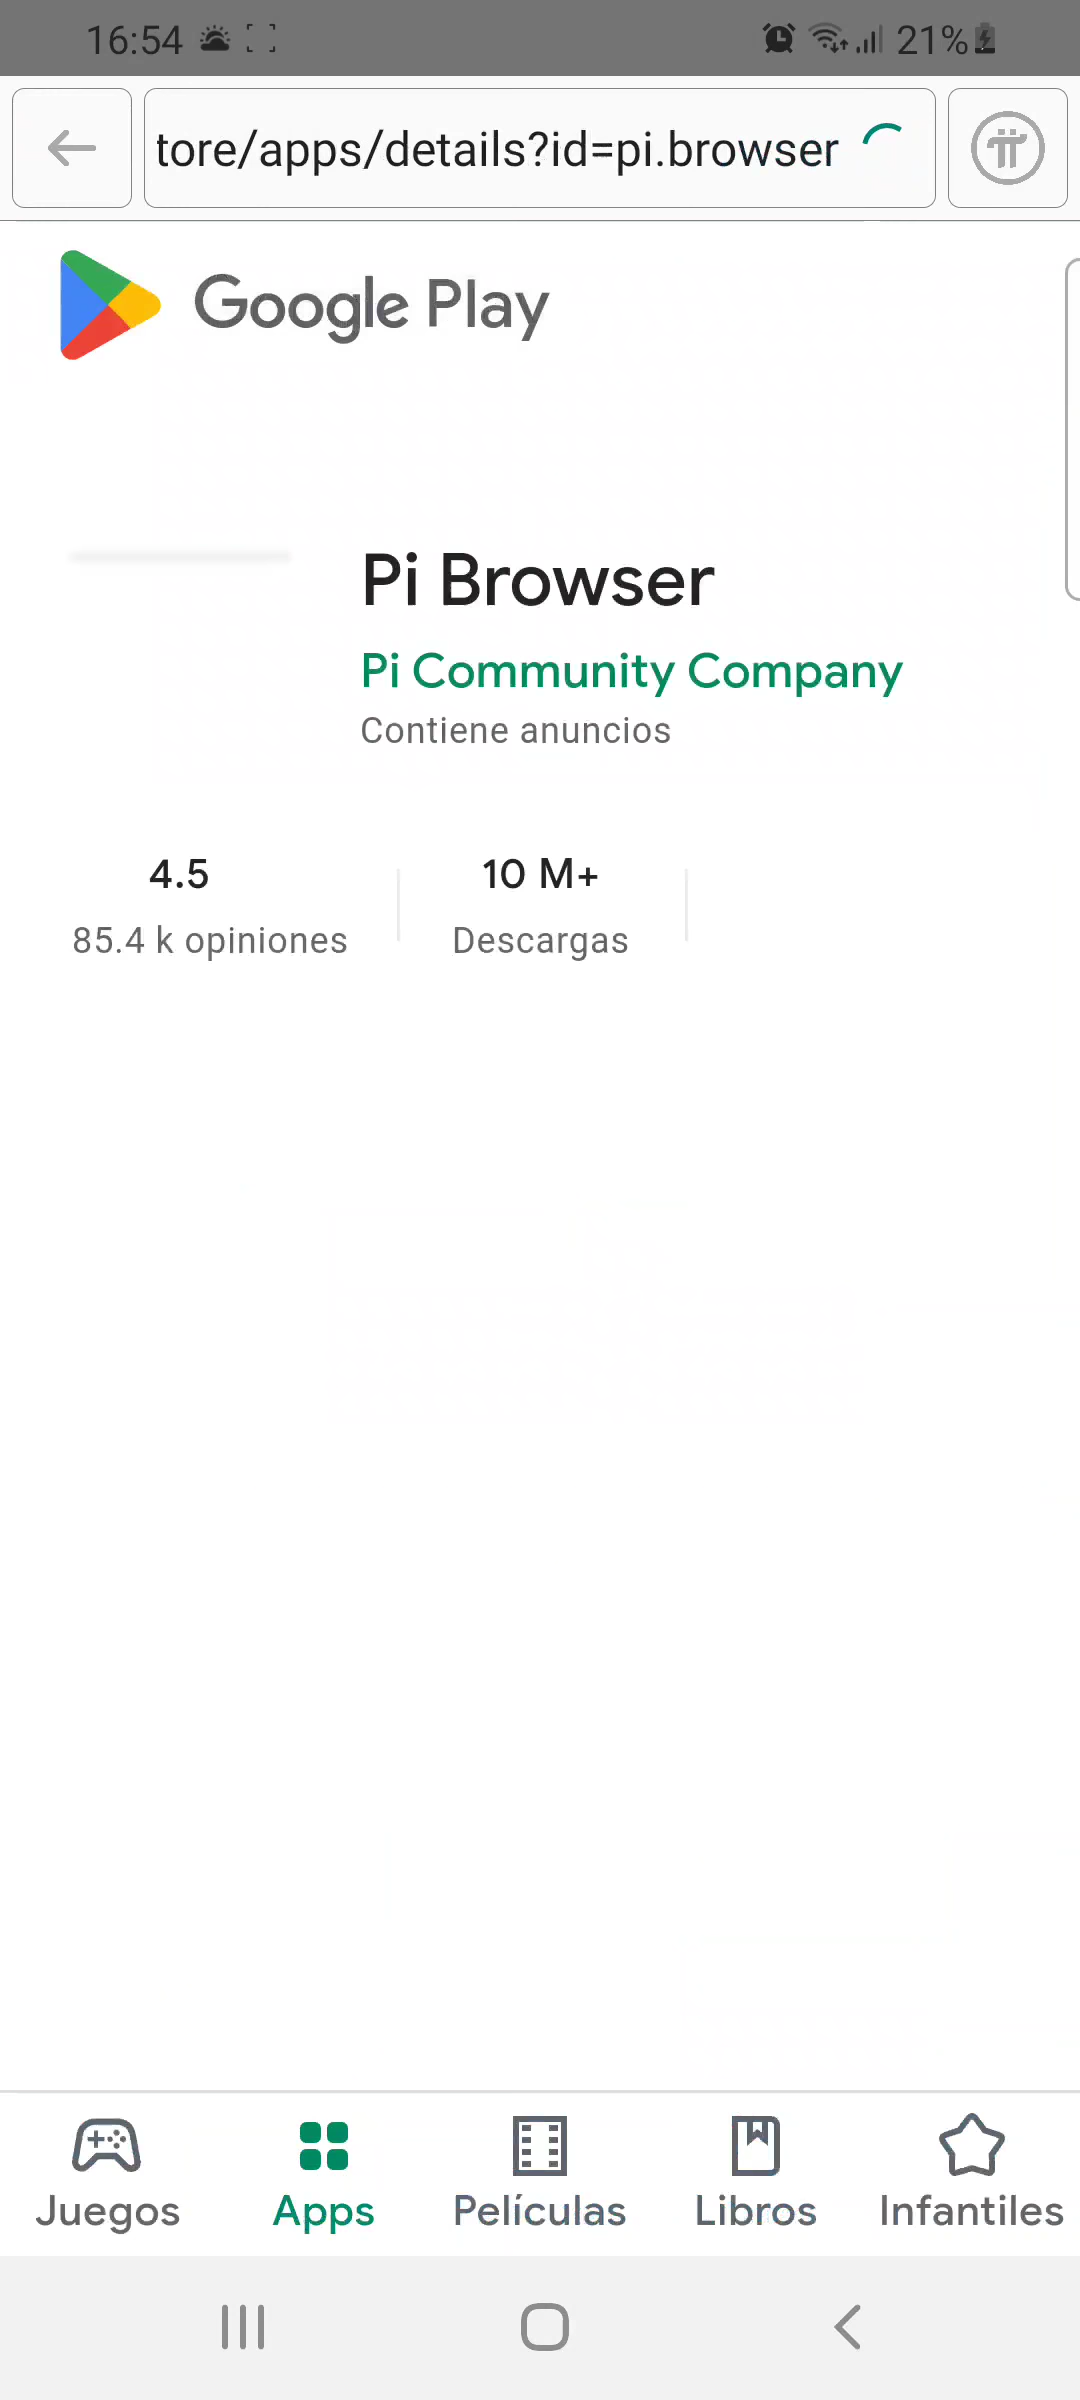 16:54
21%
tore/apps/details?id=pi.browser
Google Play
Pi Browser
Pi Community Company
Contiene anuncios
4.5
10 M+
85.4 k opiniones
Descargas
Juegos
Apps
Películas
Libros
Infantiles